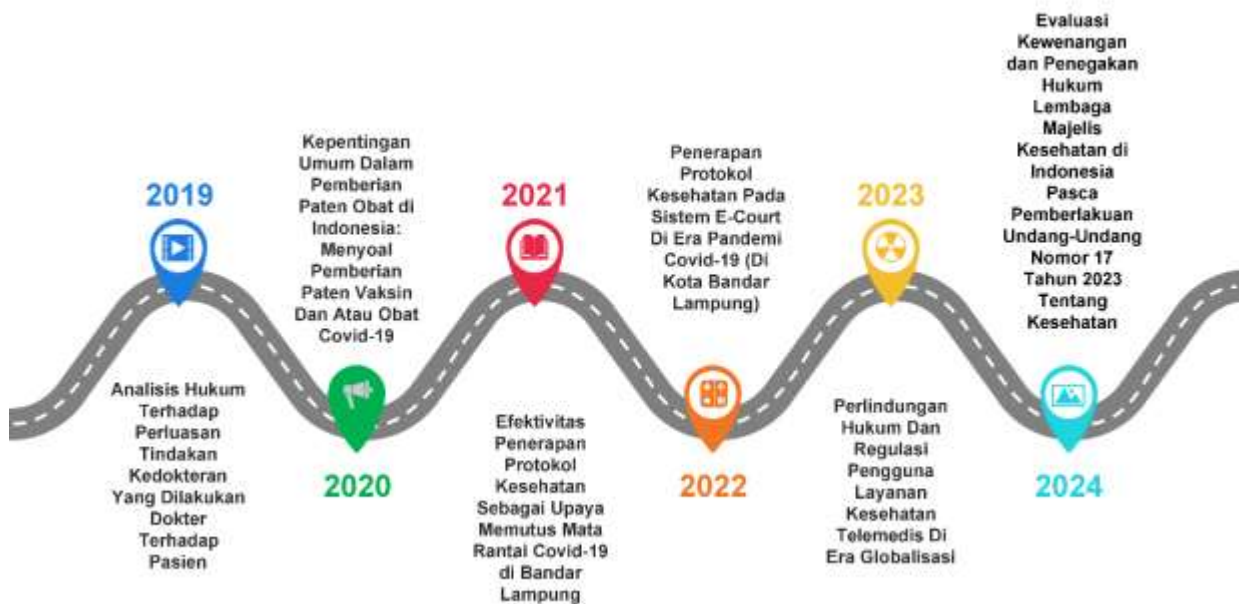 2019
Analisis Hukum
Terhadap
Perluasan
Tindakan
Kedokteran
Yang Dilakukan
Dokter
Terhadap
Pasien
Kepentingan
Umum Dalam
Pemberian
Paten Obat di
Indonesia:
Menyoal
Pemberian
Paten Vaksin
Dan Atau Obat
Covid-19
2020
2021
Efektivitas
Penerapan
Protokol
Kesehatan
Sebagai Upaya
Memutus Mata
Rantai Covid-19
di Bandar
Lampung
Penerapan
Protokol
Kesehatan Pada
Sistem E-Court
Di Era Pandemi
Covid-19 (Di
Kota Bandar
Lampung)
2022
2023
Perlindungan
Hukum Dan
Regulasi
Pengguna
Layanan
Kesehatan
Telemedis Di
Era Globalisasi
Evaluasi
Kewenangan
dan Penegakan
Hukum
Lembaga
Majelis
Kesehatan di
Indonesia
Pasca
Pemberlakuan
Undang-Undang
Nomor 17
Tahun 2023
Tentang
Kesehatan
2024